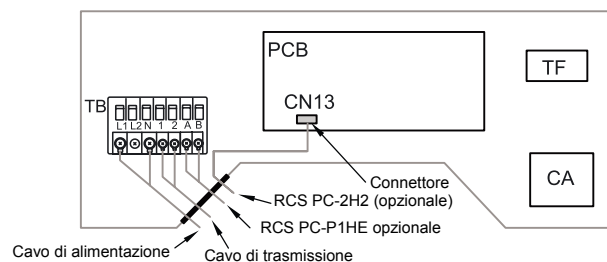 PCB
TF
CN13
TB
L1 L2 N 1 2 A B
Connettore
CA
RCS PC-2H2 (opzionale)
RCS PC-P1HE opzionale
Cavo di alimentazione
Cavo di trasmissione